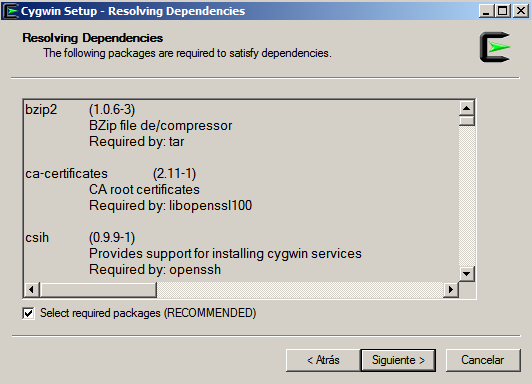 Cygwin Setup - Resolving Dependencies
Resolving Dependencies
The following packages are required to satisfy dependencies.
bzip2 (1.0.6-3)
BZip file de/compressor
Required by: tar
ca-certificates (2.11-1)
CA root certificates
Required by: libopenssl100
csih (0.9.9-1)
Provides support for installing cygwin services
Required by: openssh
Select required packages (RECOMMENDED)
< Atrás Siguiente > Cancelar